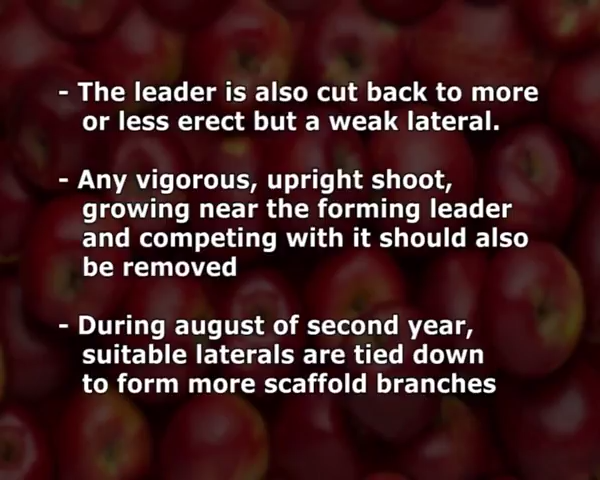 - The leader is also cut back to more
or less erect but a weak lateral.
- Any vigorous, upright shoot,
growing near the forming leader
and competing with it should also
be removed
- During august of second year,
suitable laterals are tied down
to form more scaffold branches